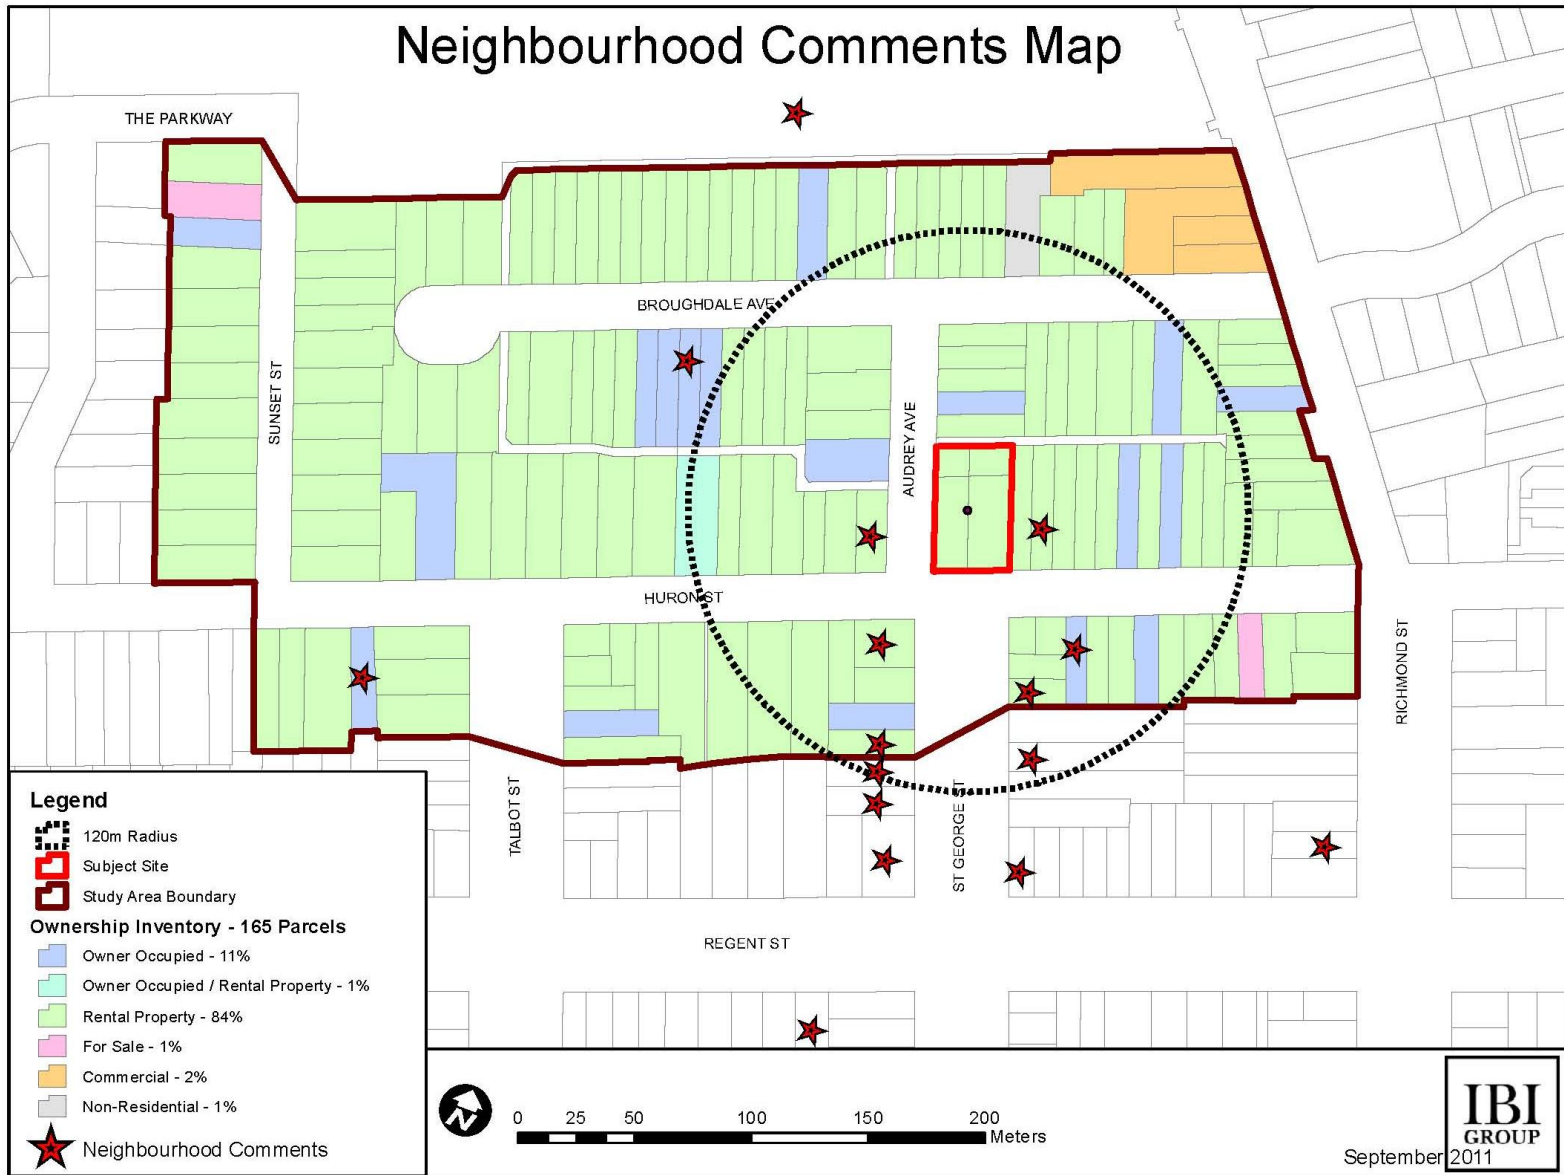 Neighbourhood Comments Map
THE PARKWAY
BROUGHDALE AVE
SUNSET ST
AUDREY AVE
HURON ST
RICHMOND ST
TALBOT ST
ST GEORGE ST
REGENT ST
Legend
120m Radius
Subject Site
Study Area Boundary
Ownership Inventory - 165 Parcels
Owner Occupied - 11%
Owner Occupied / Rental Property - 1%
Rental Property - 84%
For Sale - 1%
Commercial - 2%
Non-Residential - 1%
Neighbourhood Comments
N
0 25 50 100 150 200
Meters
IBI
GROUP
September 2011